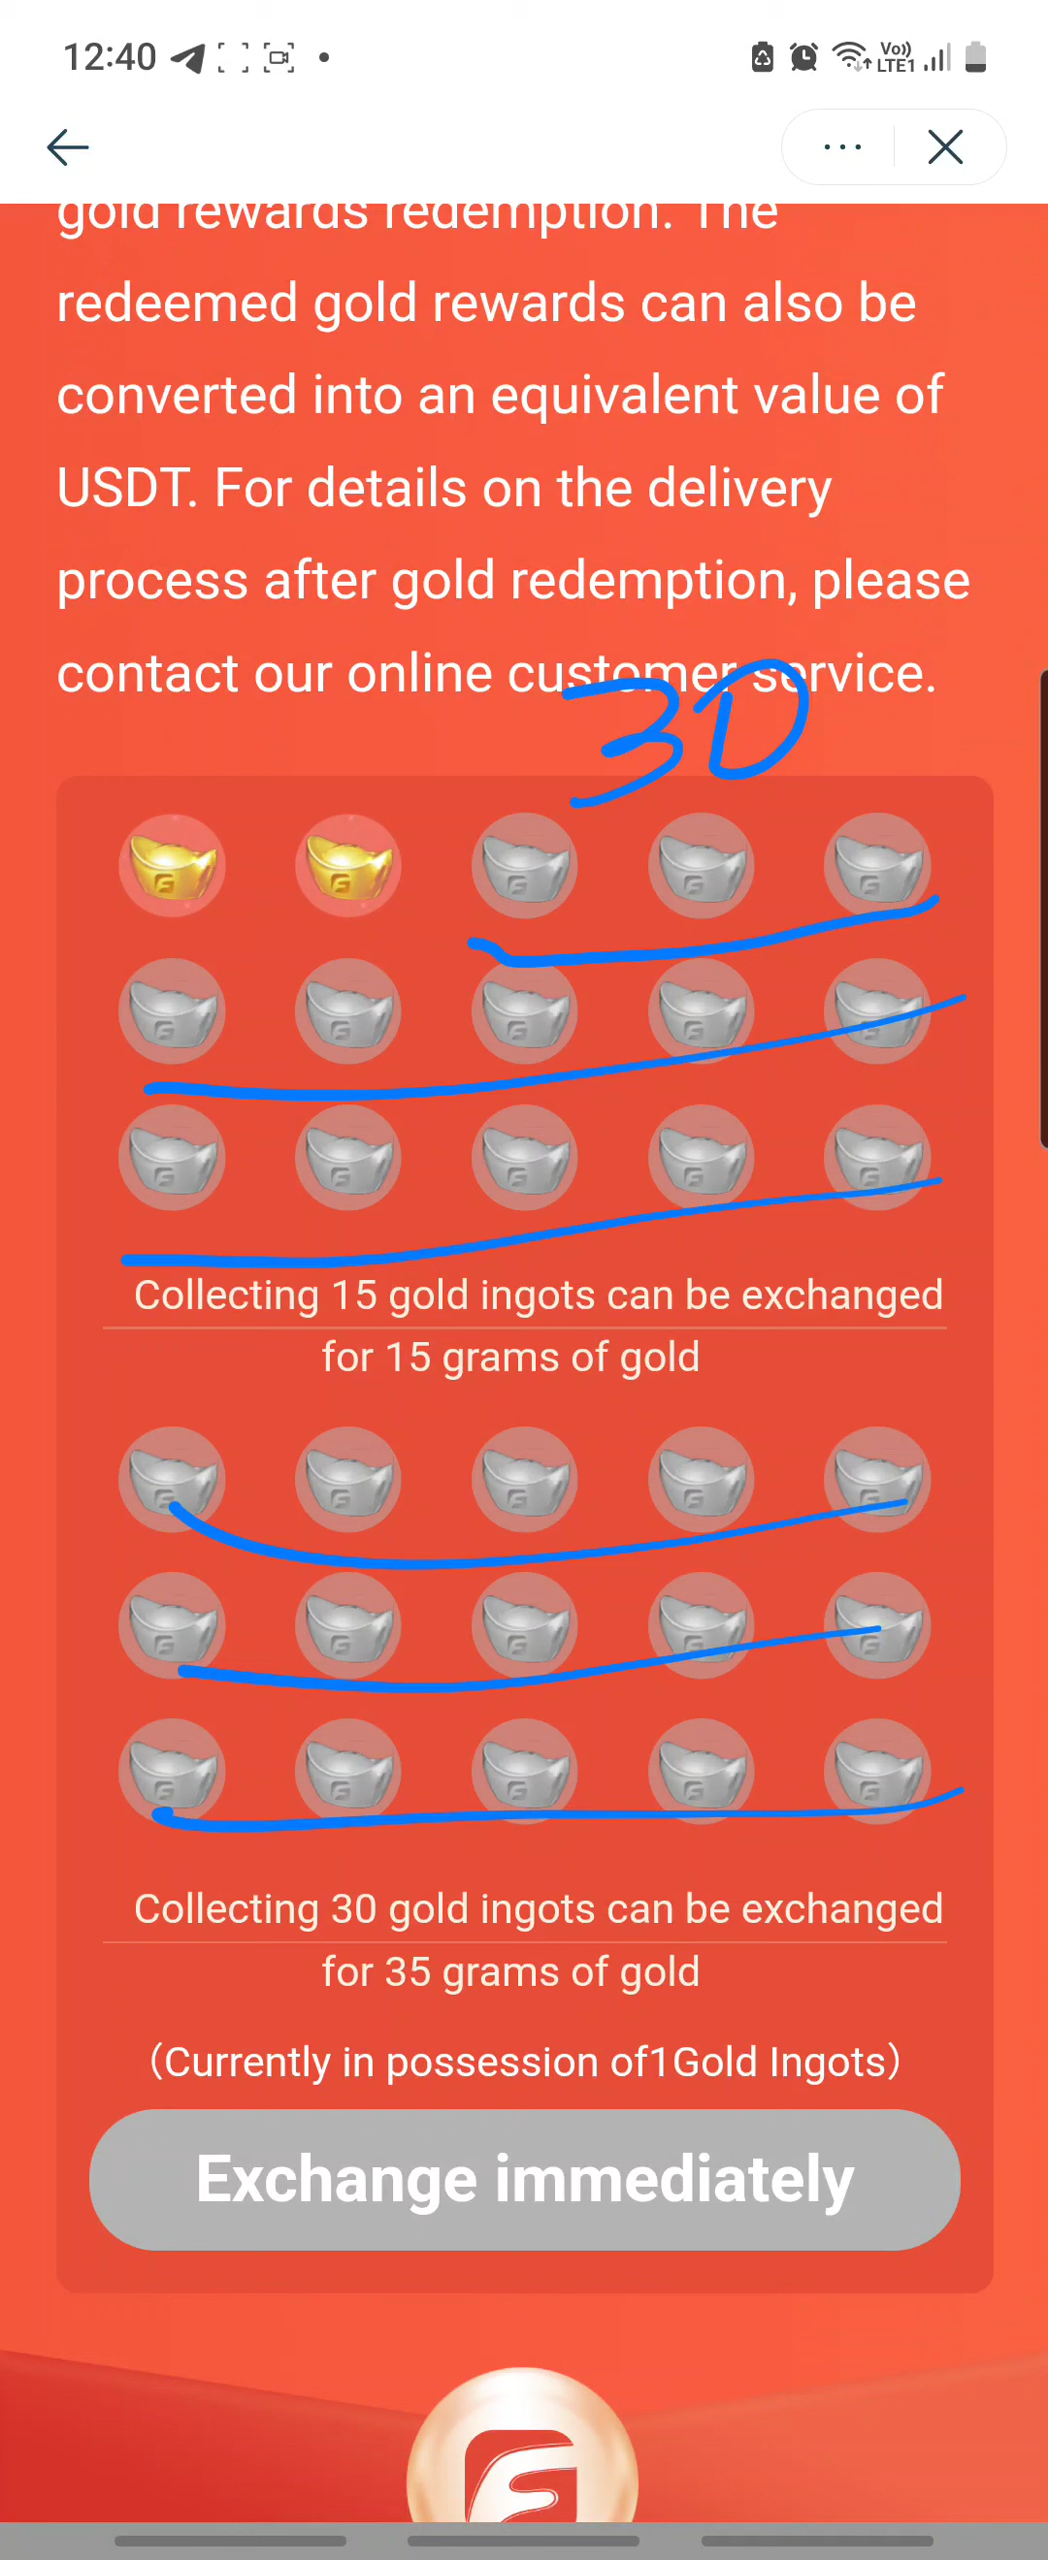 12:40
Vo))
LTE1
gold rewards redemption. The
redeemed gold rewards can also be
converted into an equivalent value of
USDT. For details on the delivery
process after gold redemption, please
contact our online customer service.
3D
Collecting 15 gold ingots can be exchanged
for 15 grams of gold
Collecting 30 gold ingots can be exchanged
for 35 grams of gold
(Currently in possession of1Gold Ingots)
Exchange immediately